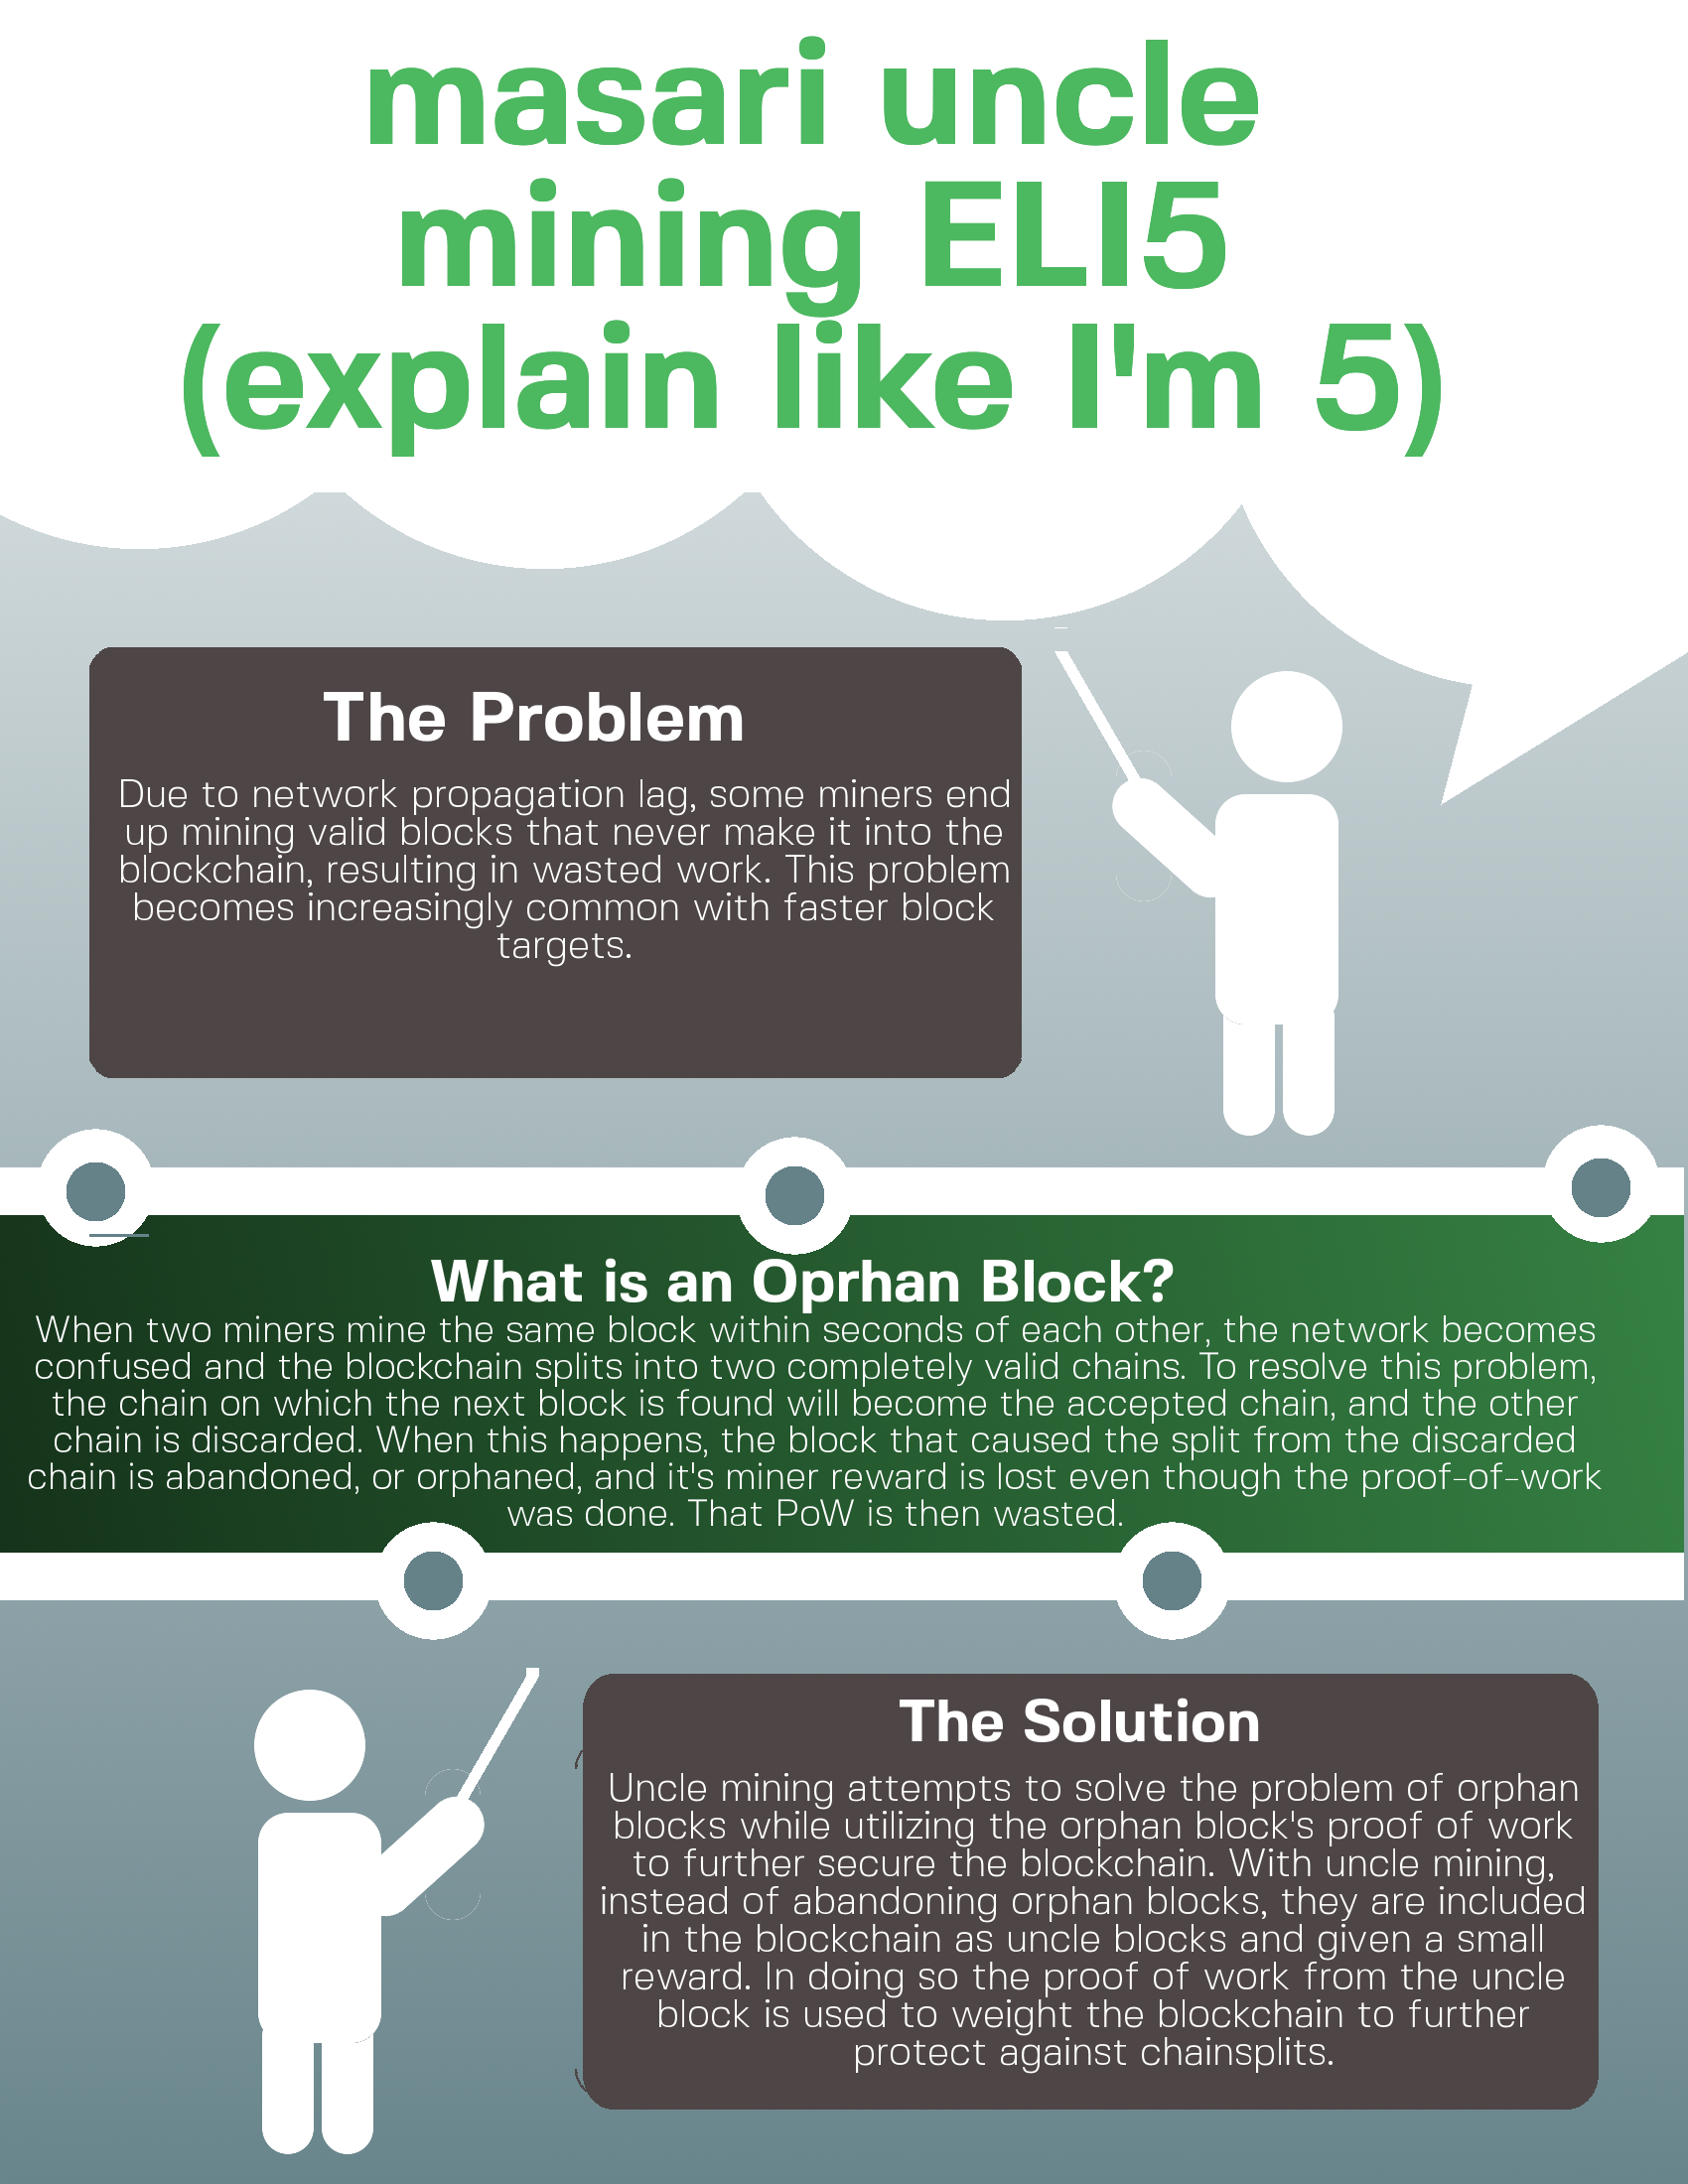 masari uncle
mining ELI5
(explain like I'm 5)
The Problem
Due to network propagation lag, some miners end
up mining valid blocks that never make it into the
blockchain, resulting in wasted work. This problem
becomes increasingly common with faster block
targets.
What is an Oprhan Block?
When two miners mine the same block within seconds of each other, the network becomes
confused and the blockchain splits into two completely valid chains. To resolve this problem,
the chain on which the next block is found will become the accepted chain, and the other
chain is discarded. When this happens, the block that caused the split from the discarded
chain is abandoned, or orphaned, and it's miner reward is lost even though the proof-of-work
was done. That PoW is then wasted.
The Solution
Uncle mining attempts to solve the problem of orphan
blocks while utilizing the orphan block's proof of work
to further secure the blockchain. With uncle mining,
instead of abandoning orphan blocks, they are included
in the blockchain as uncle blocks and given a small
reward. In doing so the proof of work from the uncle
block is used to weight the blockchain to further
protect against chainsplits.